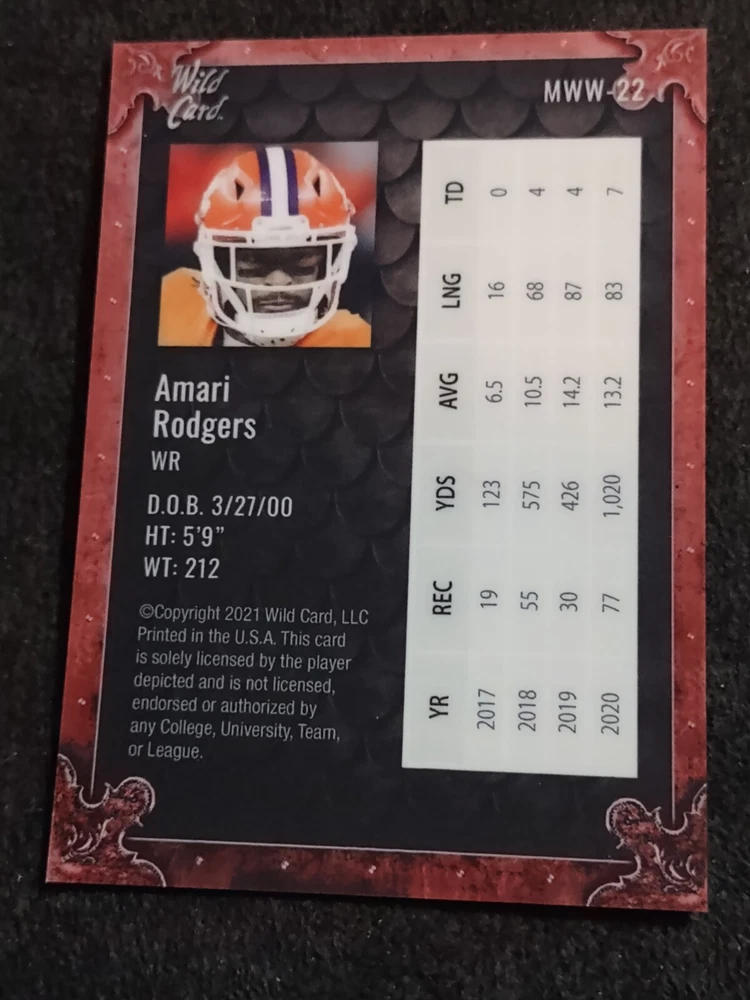 Wild
Card
MWW-22
Amari
Rodgers
WR
D.O.B. 3/27/00
HT: 5'9"
WT: 212
©Copyright 2021 Wild Card, LLC
Printed in the U.S.A. This card
is solely licensed by the player
depicted and is not licensed,
endorsed or authorized by
any College, University, Team,
or League.
YR REC YDS AVG LNG TD
2017 19 123 6.5 16 0
2018 55 575 10.5 68 4
2019 30 426 14.2 87 4
2020 77 1,020 13.2 83 7